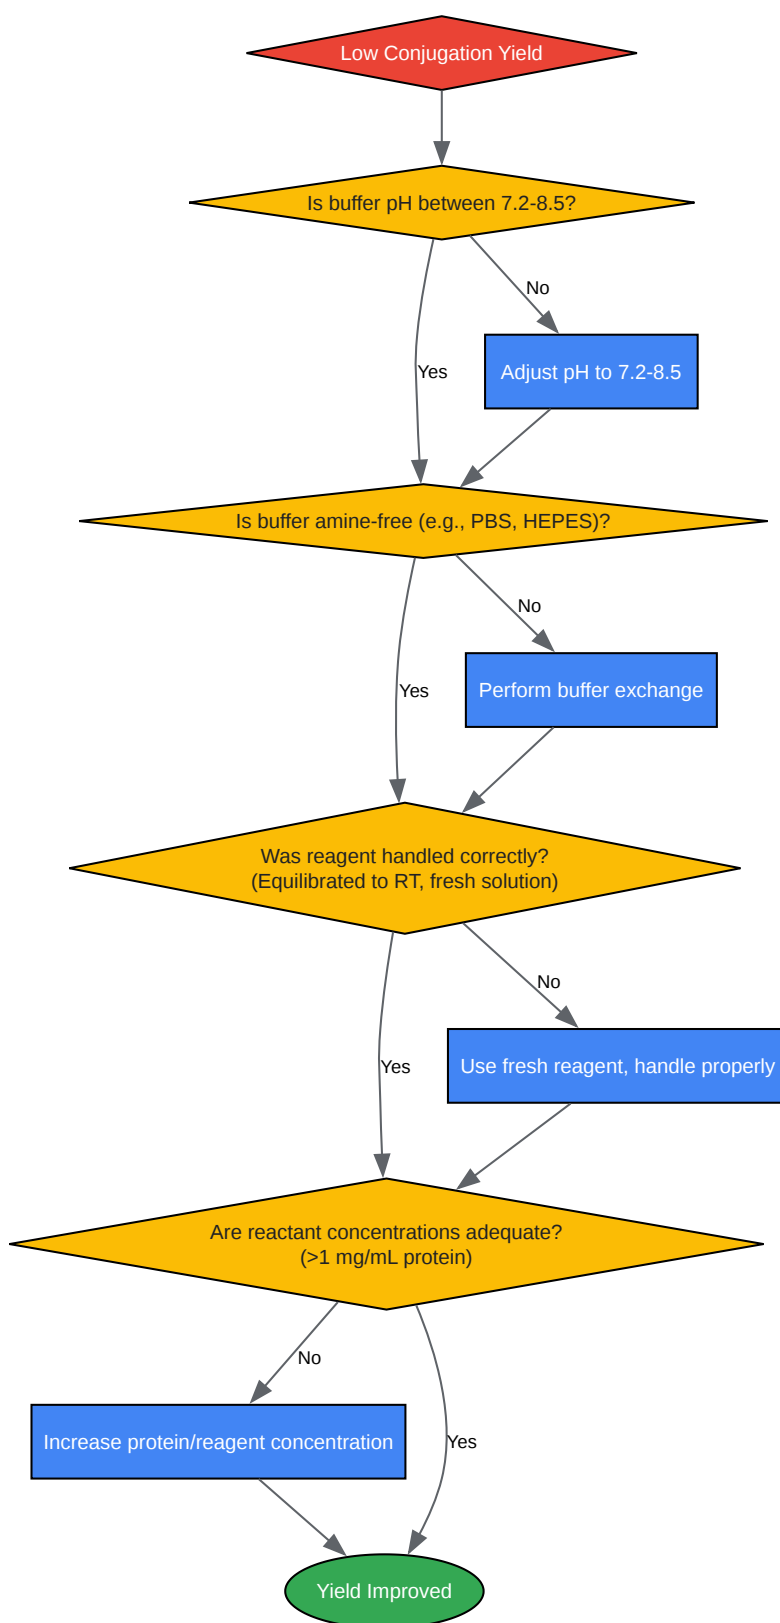 Low Conjugation Yield
Is buffer pH between 7.2-8.5?
No
Adjust pH to 7.2-8.5
Yes
Is buffer amine-free (e.g., PBS, HEPES)?
No
Perform buffer exchange
Yes
Was reagent handled correctly?
(Equilibrated to RT, fresh solution)
No
Use fresh reagent, handle properly
Yes
Are reactant concentrations adequate?
(>1 mg/mL protein)
No
Increase protein/reagent concentration
Yes
Yield Improved